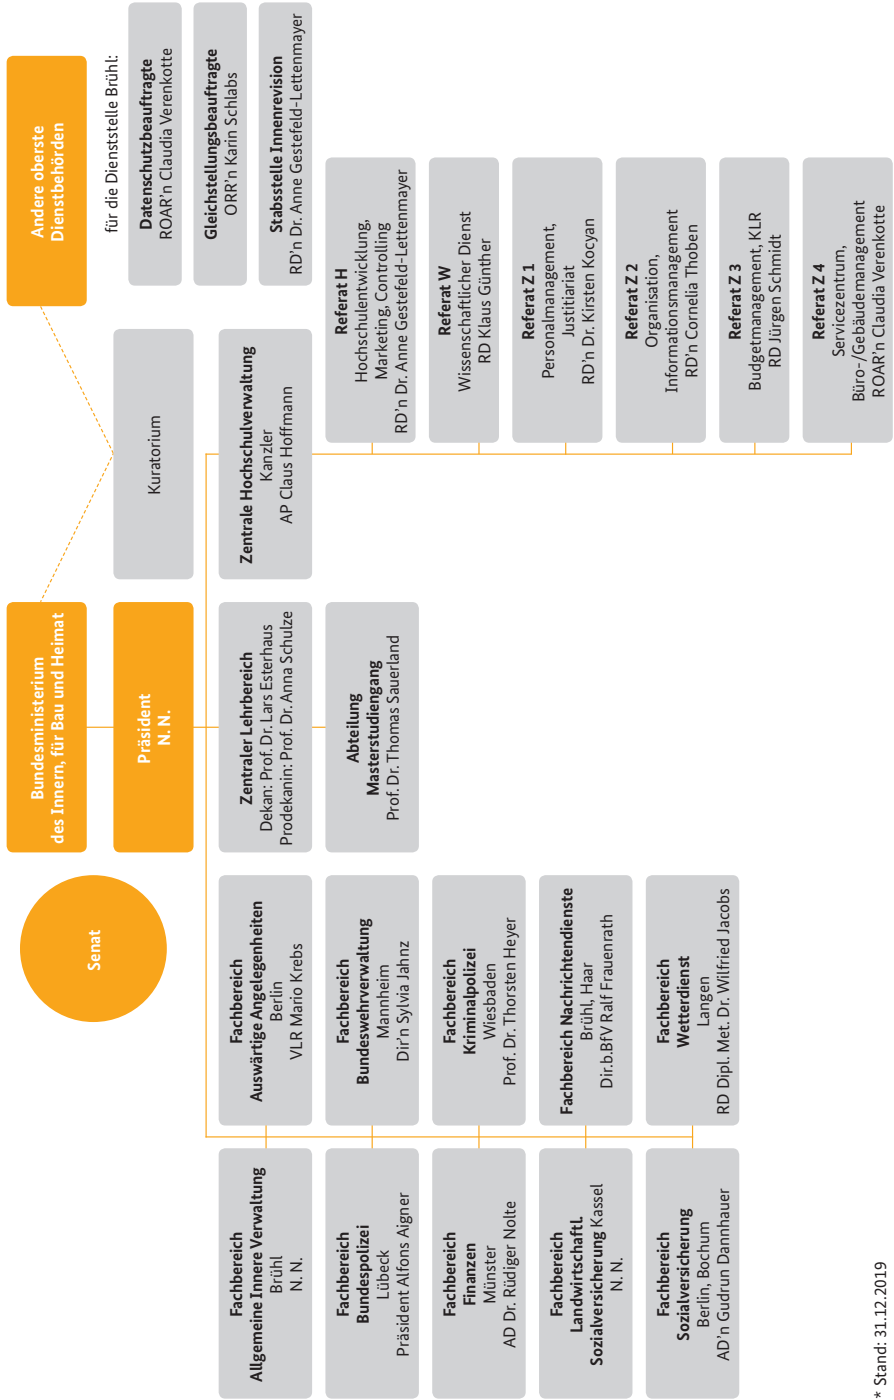 Senat
Bundesministerium
des Innern, für Bau und Heimat
Andere oberste
Dienstbehörden
Präsident
N. N.
Kuratorium
für die Dienststelle Brühl:
Datenschutzbeauftragte
ROAR'n Claudia Verenkotte
Gleichstellungsbeauftragte
ORR'n Karin Schlabs
Stabsstelle Innenrevision
RD'n Dr. Anne Gestefeld-Lettenmayer
Fachbereich
Allgemeine Innere Verwaltung
Brühl
N. N.
Fachbereich
Auswärtige Angelegenheiten
Berlin
VLR Mario Krebs
Zentraler Lehrbereich
Dekan: Prof. Dr. Lars Esterhaus
Prodekanin: Prof. Dr. Anna Schulze
Zentrale Hochschulverwaltung
Kanzler
AP Claus Hoffmann
Fachbereich
Bundespolizei
Lübeck
Präsident Alfons Aigner
Fachbereich
Bundeswehrverwaltung
Mannheim
Dir'n Sylvia Jahnz
Abteilung
Masterstudiengang
Prof. Dr. Thomas Sauerland
Referat H
Hochschulentwicklung,
Marketing, Controlling
RD'n Dr. Anne Gestefeld-Lettenmayer
Fachbereich
Finanzen
Münster
AD Dr. Rüdiger Nolte
Fachbereich
Kriminalpolizei
Wiesbaden
Prof. Dr. Thorsten Heyer
Referat W
Wissenschaftlicher Dienst
RD Klaus Günther
Referat Z 1
Personalmanagement,
Justitiariat
RD'n Dr. Kirsten Kocyan
Fachbereich
Landwirtschaftl.
Sozialversicherung Kassel
N. N.
Fachbereich Nachrichtendienste
Brühl, Haar
Dir.b.BfV Ralf Frauenrath
Referat Z 2
Organisation,
Informationsmanagement
RD'n Cornelia Thoben
Fachbereich
Sozialversicherung
Berlin, Bochum
AD'n Gudrun Dannhauer
Fachbereich
Wetterdienst
Langen
RD Dipl. Met. Dr. Wilfried Jacobs
Referat Z 3
Budgetmanagement, KLR
RD Jürgen Schmidt
Referat Z 4
Servicezentrum,
Büro-/Gebäudemanagement
ROAR'n Claudia Verenkotte
* Stand: 31.12.2019